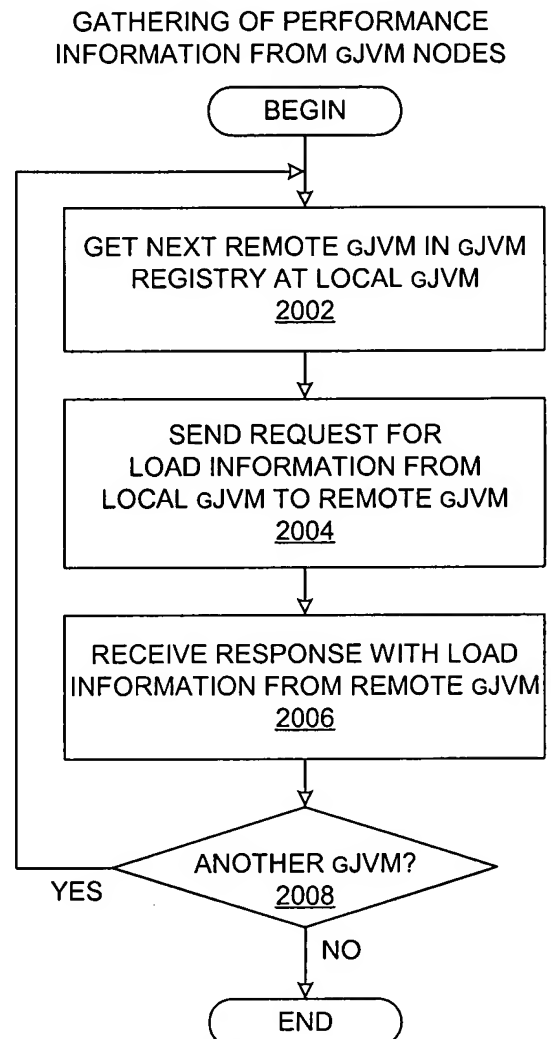 GATHERING OF PERFORMANCE
INFORMATION FROM GJVM NODES
BEGIN
GET NEXT REMOTE GJVM IN GJVM
REGISTRY AT LOCAL GJVM
2002
SEND REQUEST FOR
LOAD INFORMATION FROM
LOCAL GJVM TO REMOTE GJVM
2004
RECEIVE RESPONSE WITH LOAD
INFORMATION FROM REMOTE GJVM
2006
ANOTHER GJVM?
2008
YES
NO
END